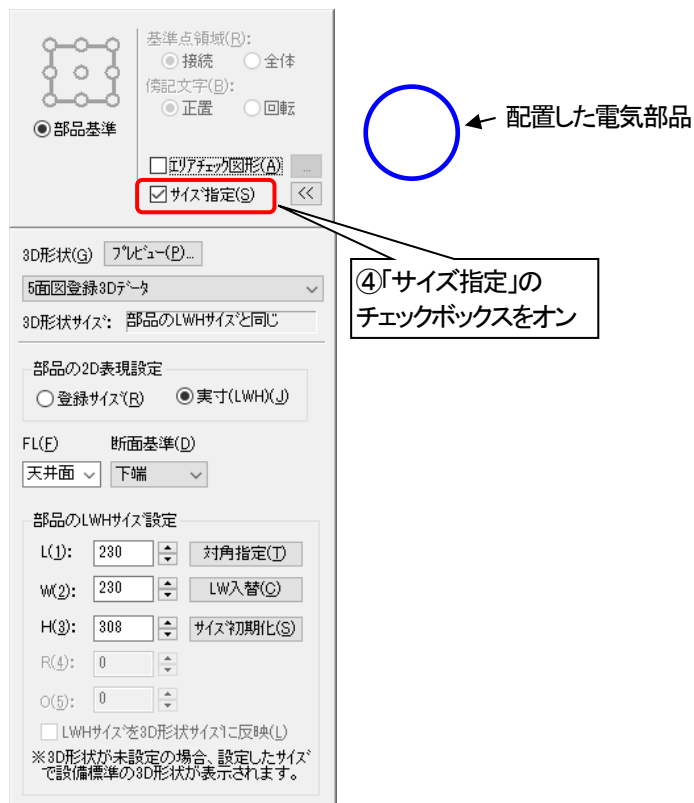 基準点領域(R):
接続 全体
傍記文字(B):
正置 回転
部品基準
エリアチェック図形(A) ...
サイズ指定(S) <<
配置した電気部品
④「サイズ指定」の
チェックボックスをオン
3D形状(G) プレビュー(P)...
5面図登録3Dデータ
3D形状サイズ: 部品のLWHサイズと同じ
部品の2D表現設定
登録サイズ(R) 実寸(LWH)(J)
FL(F) 断面基準(D)
天井面 下端
部品のLWHサイズ設定
L(1): 230 対角指定(T)
W(2): 230 LW入替(C)
H(3): 308 サイズ初期化(S)
R(4): 0
O(5): 0
LWHサイズを3D形状サイズに反映(L)
※3D形状が未設定の場合、設定したサイズ
で設備標準の3D形状が表示されます。